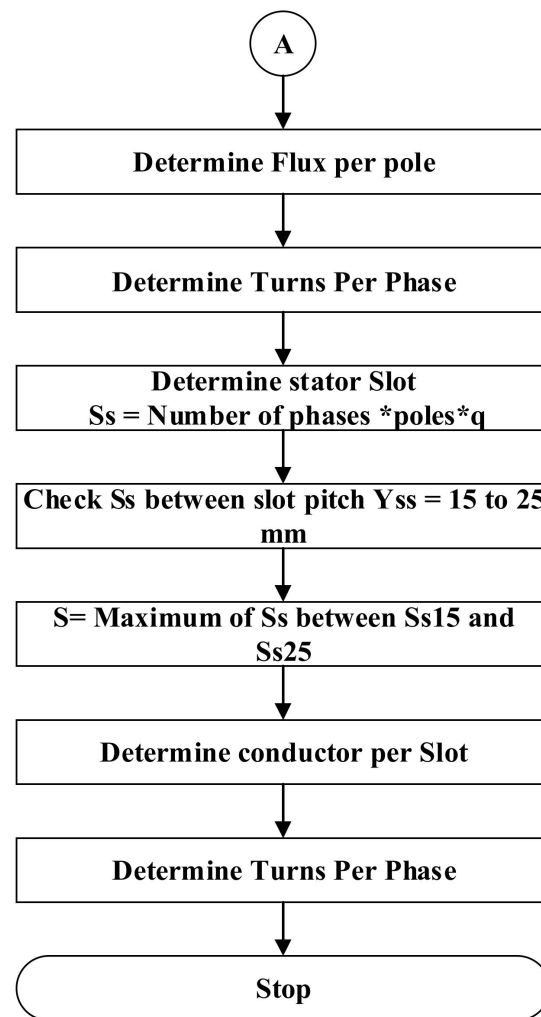 A
Determine Flux per pole
Determine Turns Per Phase
Determine stator Slot
Ss = Number of phases *poles*q
Check Ss between slot pitch Yss = 15 to 25
mm
S= Maximum of Ss between Ss15 and
Ss25
Determine conductor per Slot
Determine Turns Per Phase
Stop